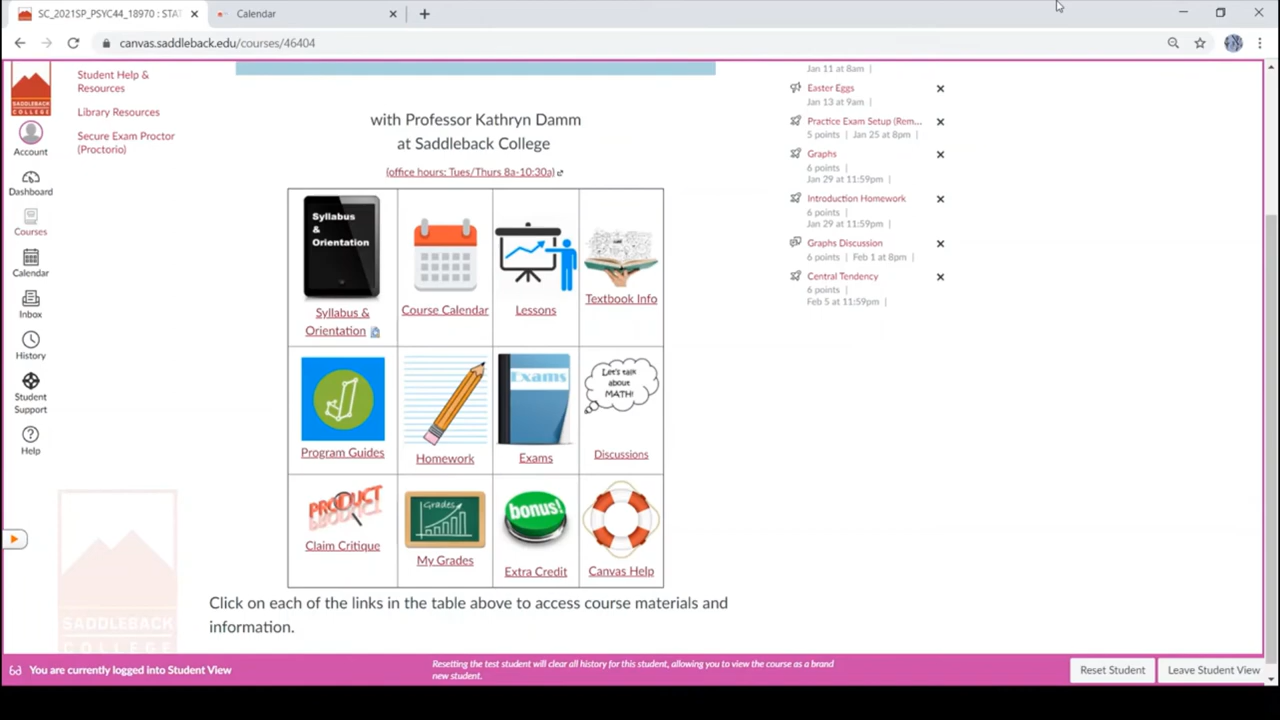 SC_2021SP_PSYC44_18970 : STAT
Calendar
canvas.saddleback.edu/courses/46404
SADDLEBACK
COLLEGE
Account
Dashboard
Courses
Calendar
Inbox
History
Student
Support
Help
Student Help &
Resources
Library Resources
Secure Exam Proctor
(Proctorio)
with Professor Kathryn Damm
at Saddleback College
(office hours: Tues/Thurs 8a-10:30a)
Syllabus
&
Orientation
Syllabus &
Orientation
Course Calendar
Lessons
Textbook Info
Program Guides
Homework
Exams
Exams
Let's talk
about
MATH!
Discussions
PRODUCT
Claim Critique
Grades
My Grades
bonus!
Extra Credit
Canvas Help
Click on each of the links in the table above to access course materials and
information.
Jan 11 at 8am |
Easter Eggs
Jan 13 at 9am |
Practice Exam Setup (Rem...
5 points | Jan 25 at 8pm |
Graphs
6 points |
Jan 29 at 11:59pm |
Introduction Homework
6 points |
Jan 29 at 11:59pm |
Graphs Discussion
6 points | Feb 1 at 8pm |
Central Tendency
6 points |
Feb 5 at 11:59pm |
SADDLEBACK
COLLEGE
You are currently logged into Student View
Resetting the test student will clear all history for this student, allowing you to view the course as a brand
new student.
Reset Student
Leave Student View